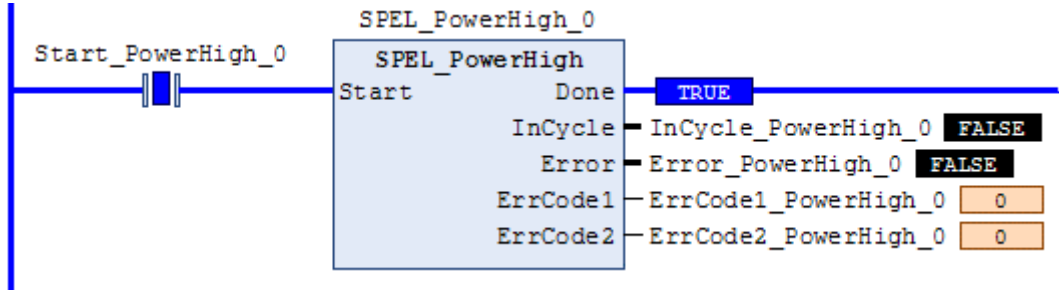 SPEL_PowerHigh_0
Start_PowerHigh_0
SPEL_PowerHigh
Start Done TRUE
InCycle InCycle_PowerHigh_0 FALSE
Error Error_PowerHigh_0 FALSE
ErrCode1 ErrCode1_PowerHigh_0 0
ErrCode2 ErrCode2_PowerHigh_0 0